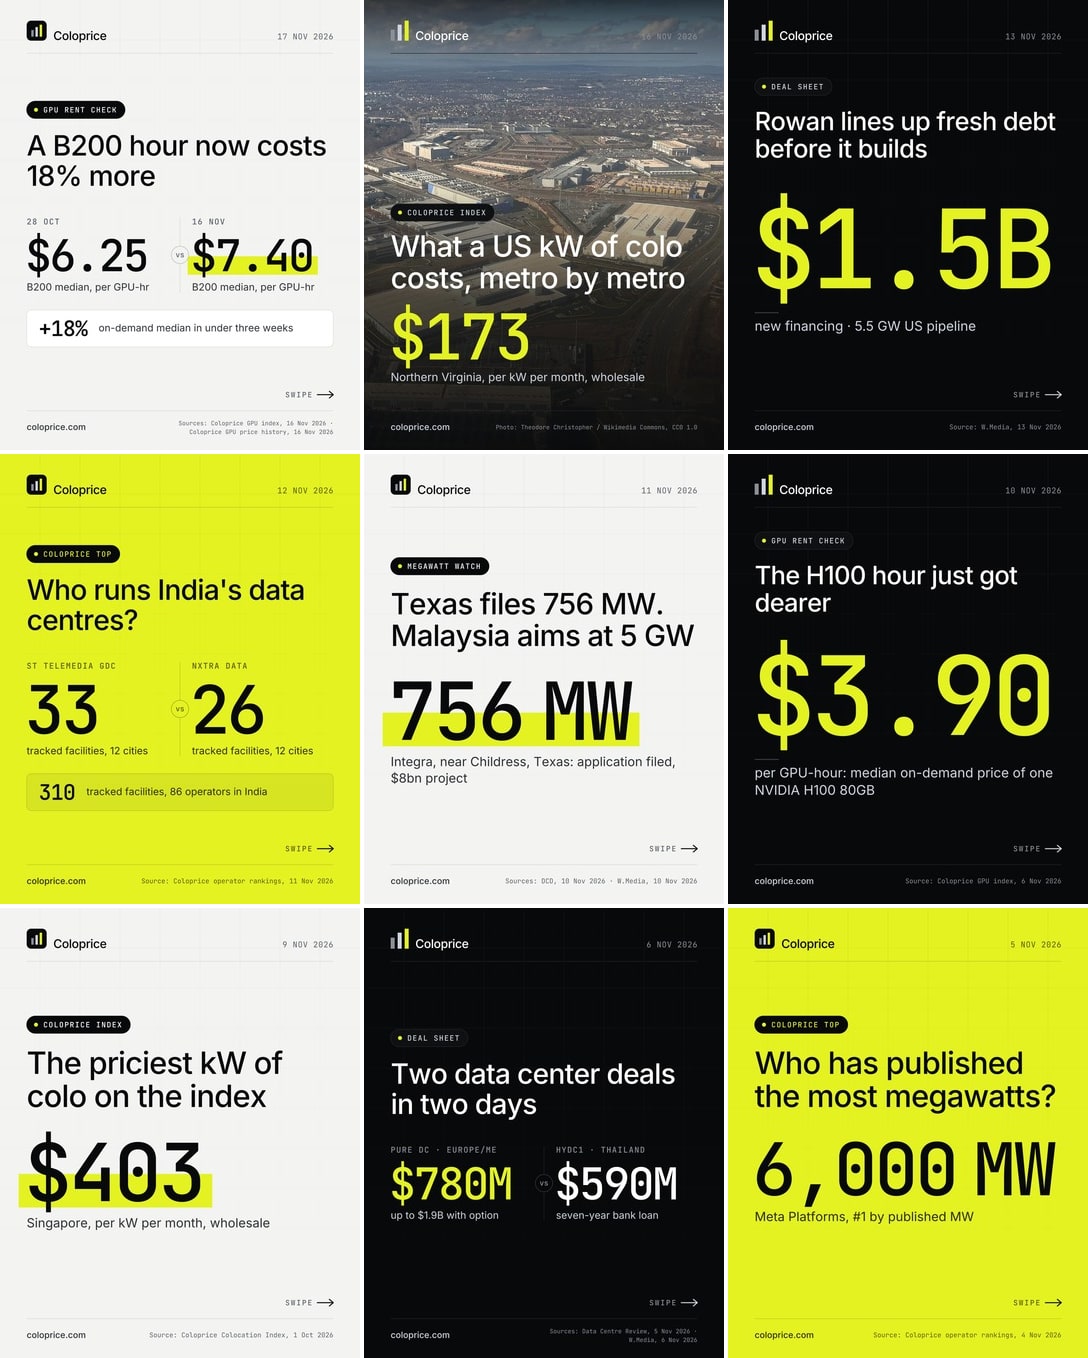 Coloprice
17 NOV 2026
GPU RENT CHECK
A B200 hour now costs
18% more
28 OCT
$6.25
B200 median, per GPU-hr
VS
16 NOV
$7.40
B200 median, per GPU-hr
+18% on-demand median in under three weeks
SWIPE
coloprice.com
Sources: Coloprice GPU index, 16 Nov 2026 ·
Coloprice GPU price history, 16 Nov 2026
Coloprice
16 NOV 2026
COLOPRICE INDEX
What a US kW of colo
costs, metro by metro
$173
Northern Virginia, per kW per month, wholesale
coloprice.com
Photo: Theodore Christopher / Wikimedia Commons, CC0 1.0
Coloprice
13 NOV 2026
DEAL SHEET
Rowan lines up fresh debt
before it builds
$1.5B
new financing · 5.5 GW US pipeline
SWIPE
coloprice.com
Source: W.Media, 13 Nov 2026
Coloprice
12 NOV 2026
COLOPRICE TOP
Who runs India's data
centres?
ST TELEMEDIA GDC
33
tracked facilities, 12 cities
VS
NXTRA DATA
26
tracked facilities, 12 cities
310 tracked facilities, 86 operators in India
SWIPE
coloprice.com
Source: Coloprice operator rankings, 11 Nov 2026
Coloprice
11 NOV 2026
MEGAWATT WATCH
Texas files 756 MW.
Malaysia aims at 5 GW
756 MW
Integra, near Childress, Texas: application filed,
$8bn project
SWIPE
coloprice.com
Sources: DCD, 10 Nov 2026 · W.Media, 10 Nov 2026
Coloprice
10 NOV 2026
GPU RENT CHECK
The H100 hour just got
dearer
$3.90
per GPU-hour: median on-demand price of one
NVIDIA H100 80GB
SWIPE
coloprice.com
Source: Coloprice GPU index, 6 Nov 2026
Coloprice
9 NOV 2026
COLOPRICE INDEX
The priciest kW of
colo on the index
$403
Singapore, per kW per month, wholesale
SWIPE
coloprice.com
Source: Coloprice Colocation Index, 1 Oct 2026
Coloprice
6 NOV 2026
DEAL SHEET
Two data center deals
in two days
PURE DC · EUROPE/ME
$780M
up to $1.9B with option
VS
HYDC1 · THAILAND
$590M
seven-year bank loan
SWIPE
coloprice.com
Sources: Data Centre Review, 5 Nov 2026 ·
W.Media, 6 Nov 2026
Coloprice
5 NOV 2026
COLOPRICE TOP
Who has published
the most megawatts?
6,000 MW
Meta Platforms, #1 by published MW
SWIPE
coloprice.com
Source: Coloprice operator rankings, 4 Nov 2026